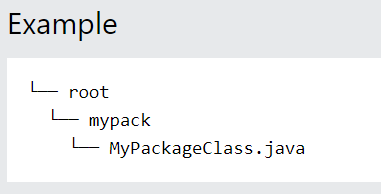 Example
└── root
  └── mypack
    └── MyPackageClass.java